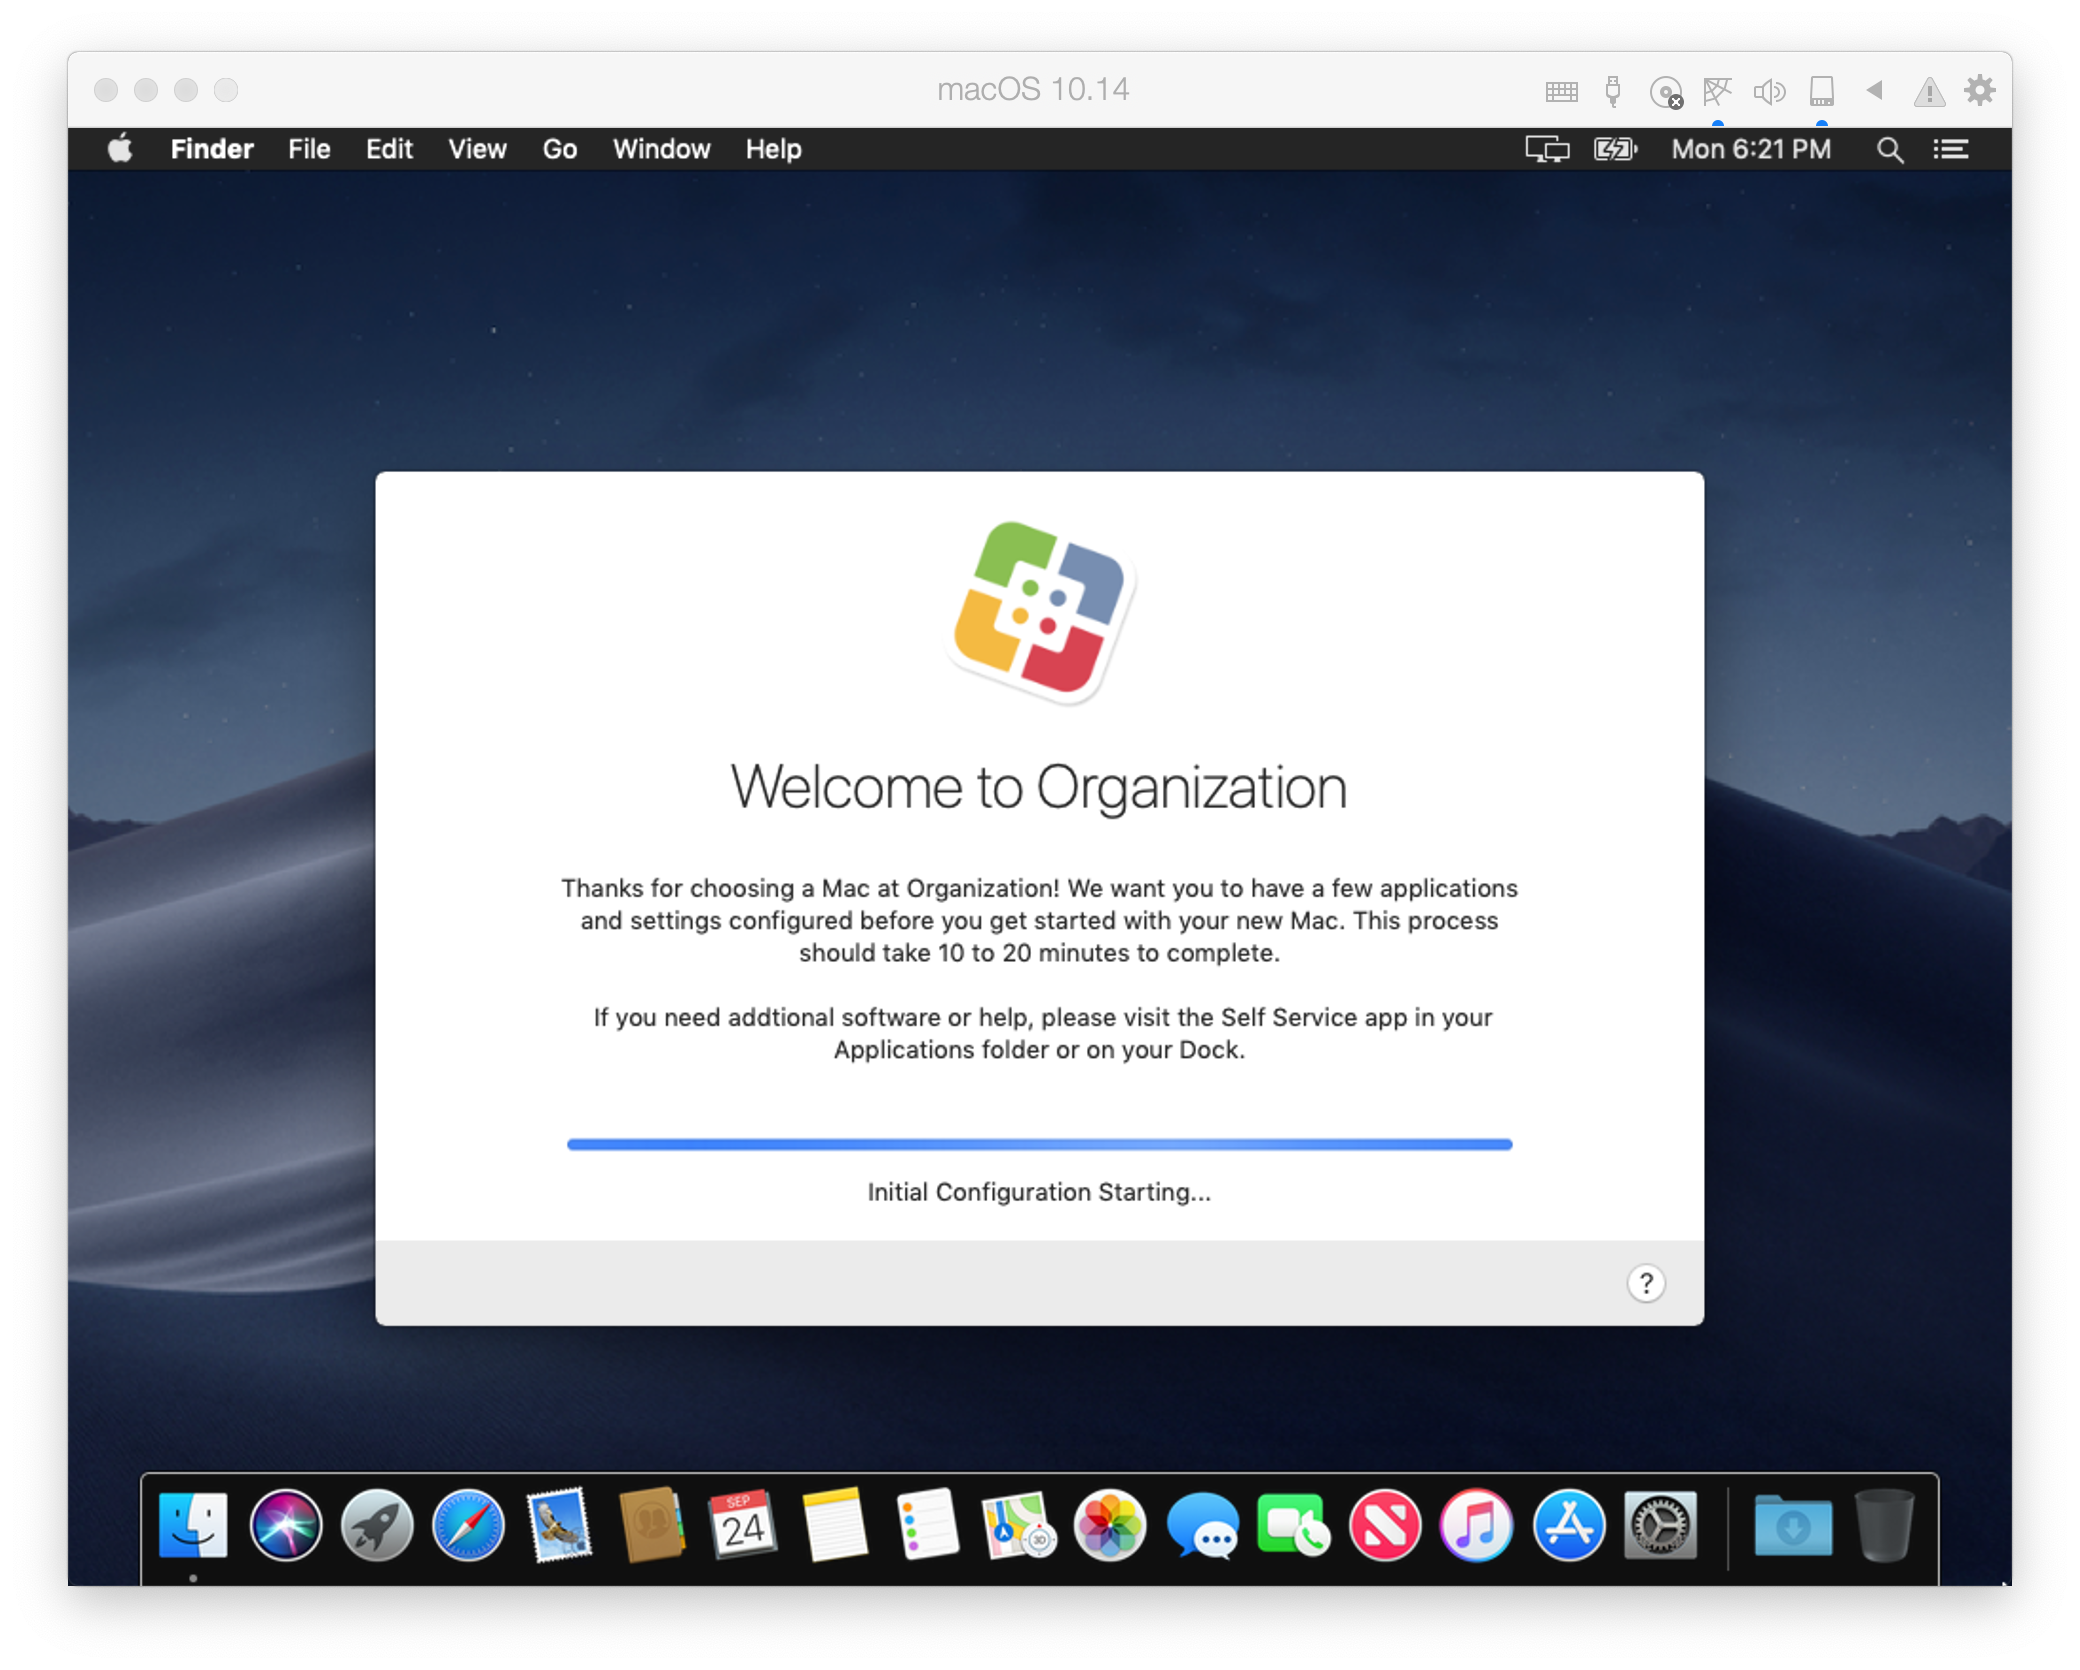 macOS 10.14
Finder File Edit View Go Window Help Mon 6:21 PM
Welcome to Organization
Thanks for choosing a Mac at Organization! We want you to have a few applications
and settings configured before you get started with your new Mac. This process
should take 10 to 20 minutes to complete.
If you need addtional software or help, please visit the Self Service app in your
Applications folder or on your Dock.
Initial Configuration Starting...
?
SEP
24
3D